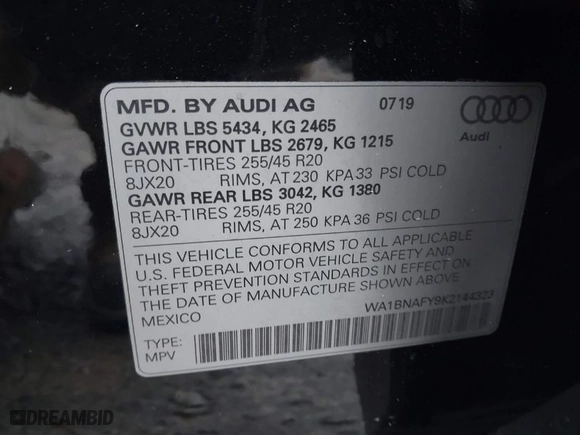 MFD. BY AUDI AG 0719
GVWR LBS 5434, KG 2465
GAWR FRONT LBS 2679, KG 1215
FRONT-TIRES 255/45 R20
8JX20 RIMS, AT 230 KPA 33 PSI COLD
GAWR REAR LBS 3042, KG 1380
REAR-TIRES 255/45 R20
8JX20 RIMS, AT 250 KPA 36 PSI COLD
Audi
THIS VEHICLE CONFORMS TO ALL APPLICABLE
U.S. FEDERAL MOTOR VEHICLE SAFETY AND
THEFT PREVENTION STANDARDS IN EFFECT ON
THE DATE OF MANUFACTURE SHOWN ABOVE
MEXICO
WA1BNAFY9K2144323
TYPE:
MPV
DREAMBID